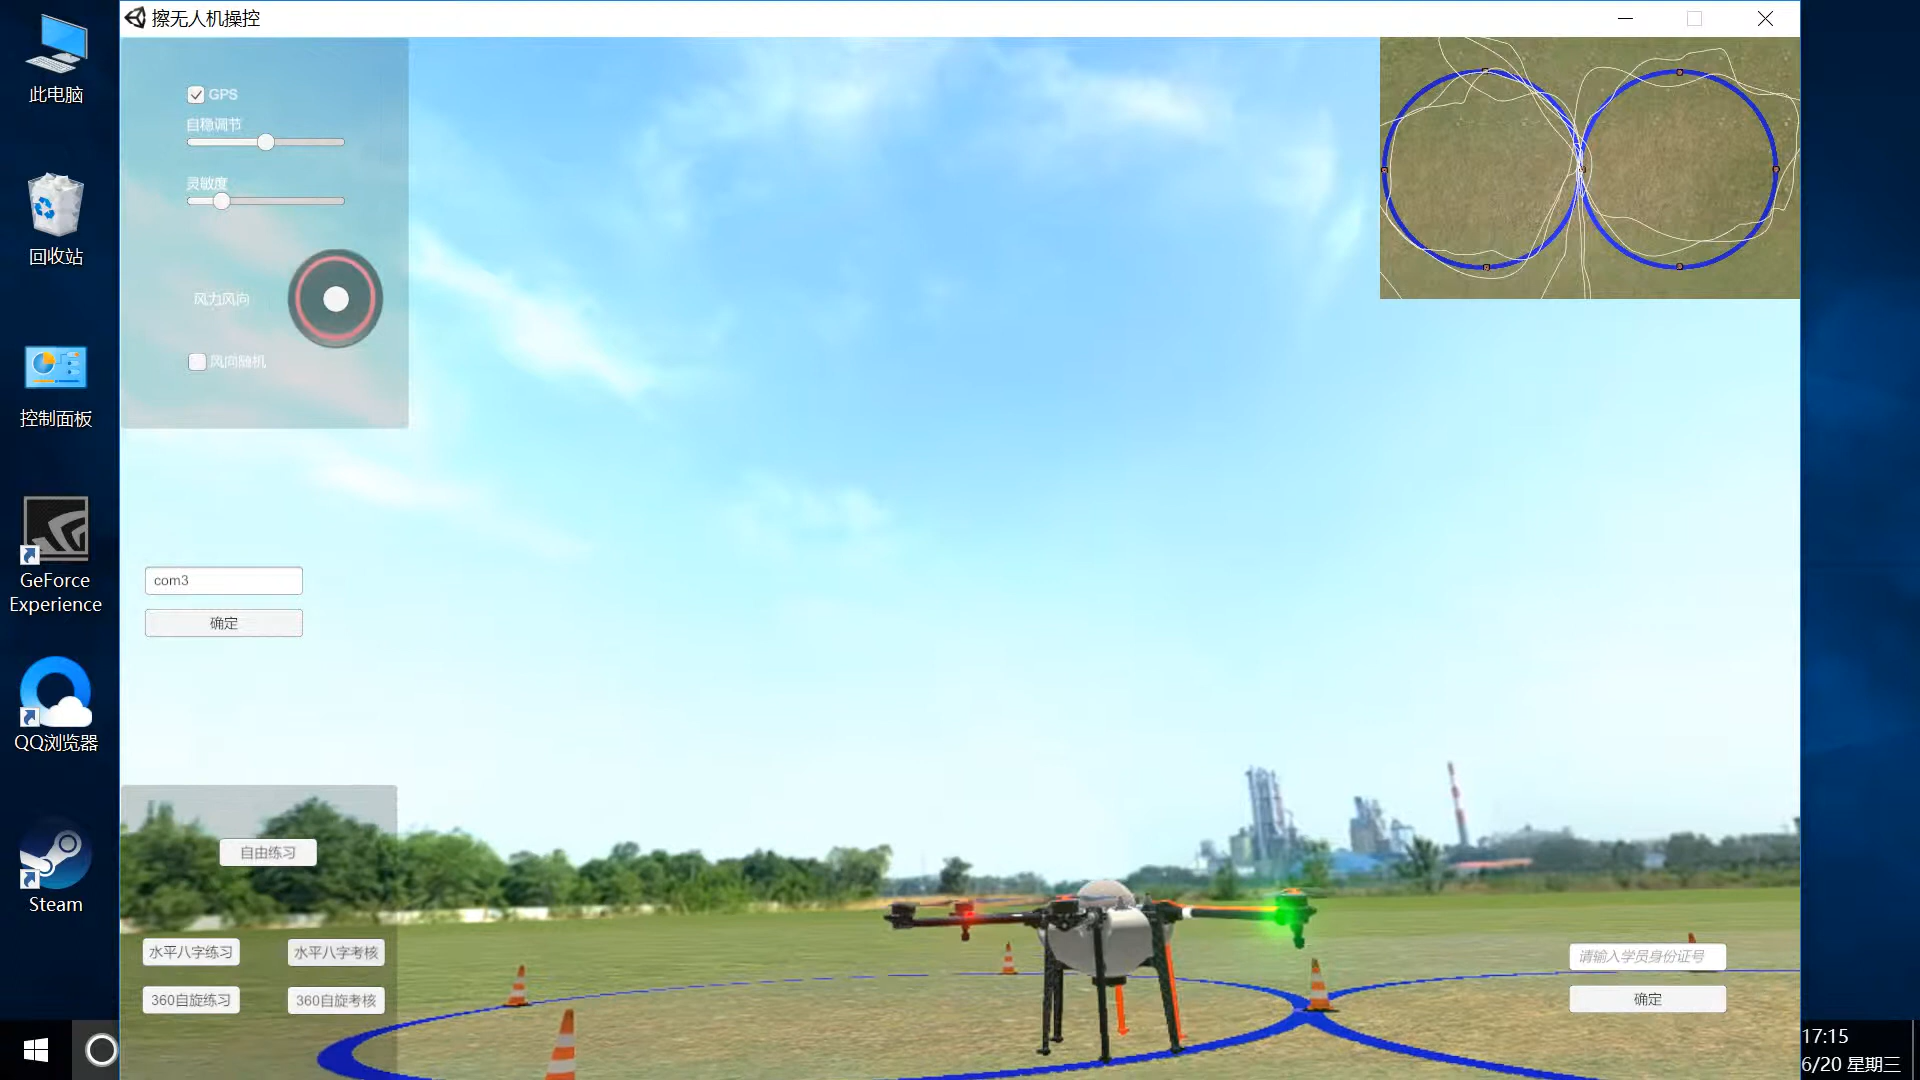 擦无人机操控
此电脑
回收站
控制面板
GeForce
Experience
QQ浏览器
Steam
GPS
自稳调节
灵敏度
风力风向
风向随机
com3
确定
自由练习
水平八字练习
水平八字考核
360自旋练习
360自旋考核
请输入学员身份证号
确定
17:15
6/20 星期三